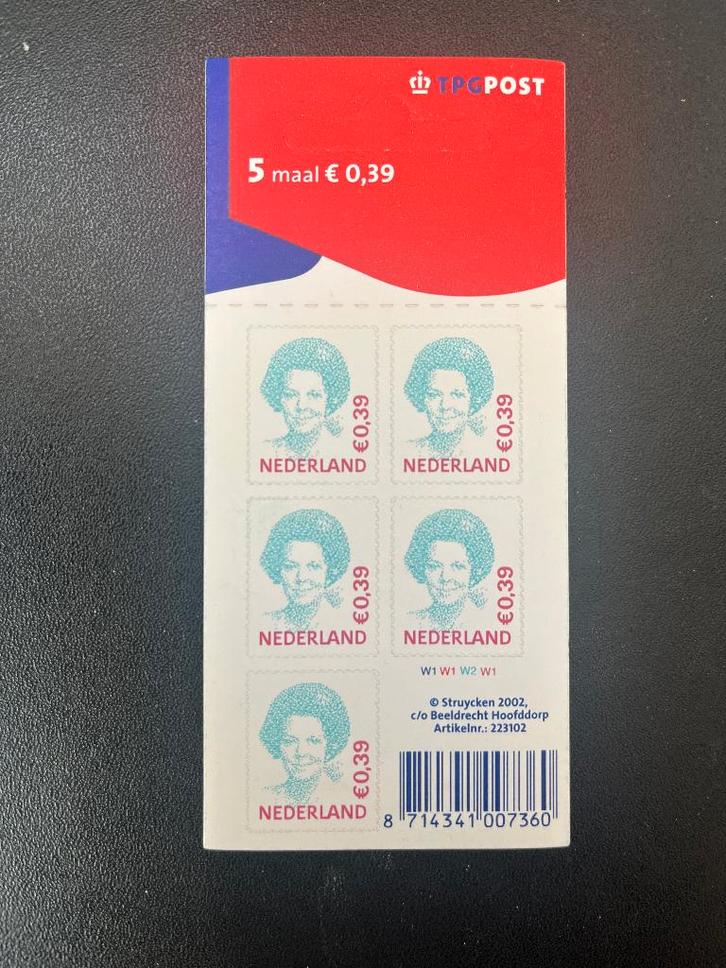 TPGPOST
5 maal € 0,39
€0,39
NEDERLAND
€0,39
NEDERLAND
€0,39
NEDERLAND
€0,39
NEDERLAND
W1 W1 W2 W1
© Struycken 2002,
c/o Beeldrecht Hoofddorp
Artikelnr.: 223102
€0,39
NEDERLAND
8 714341 007360